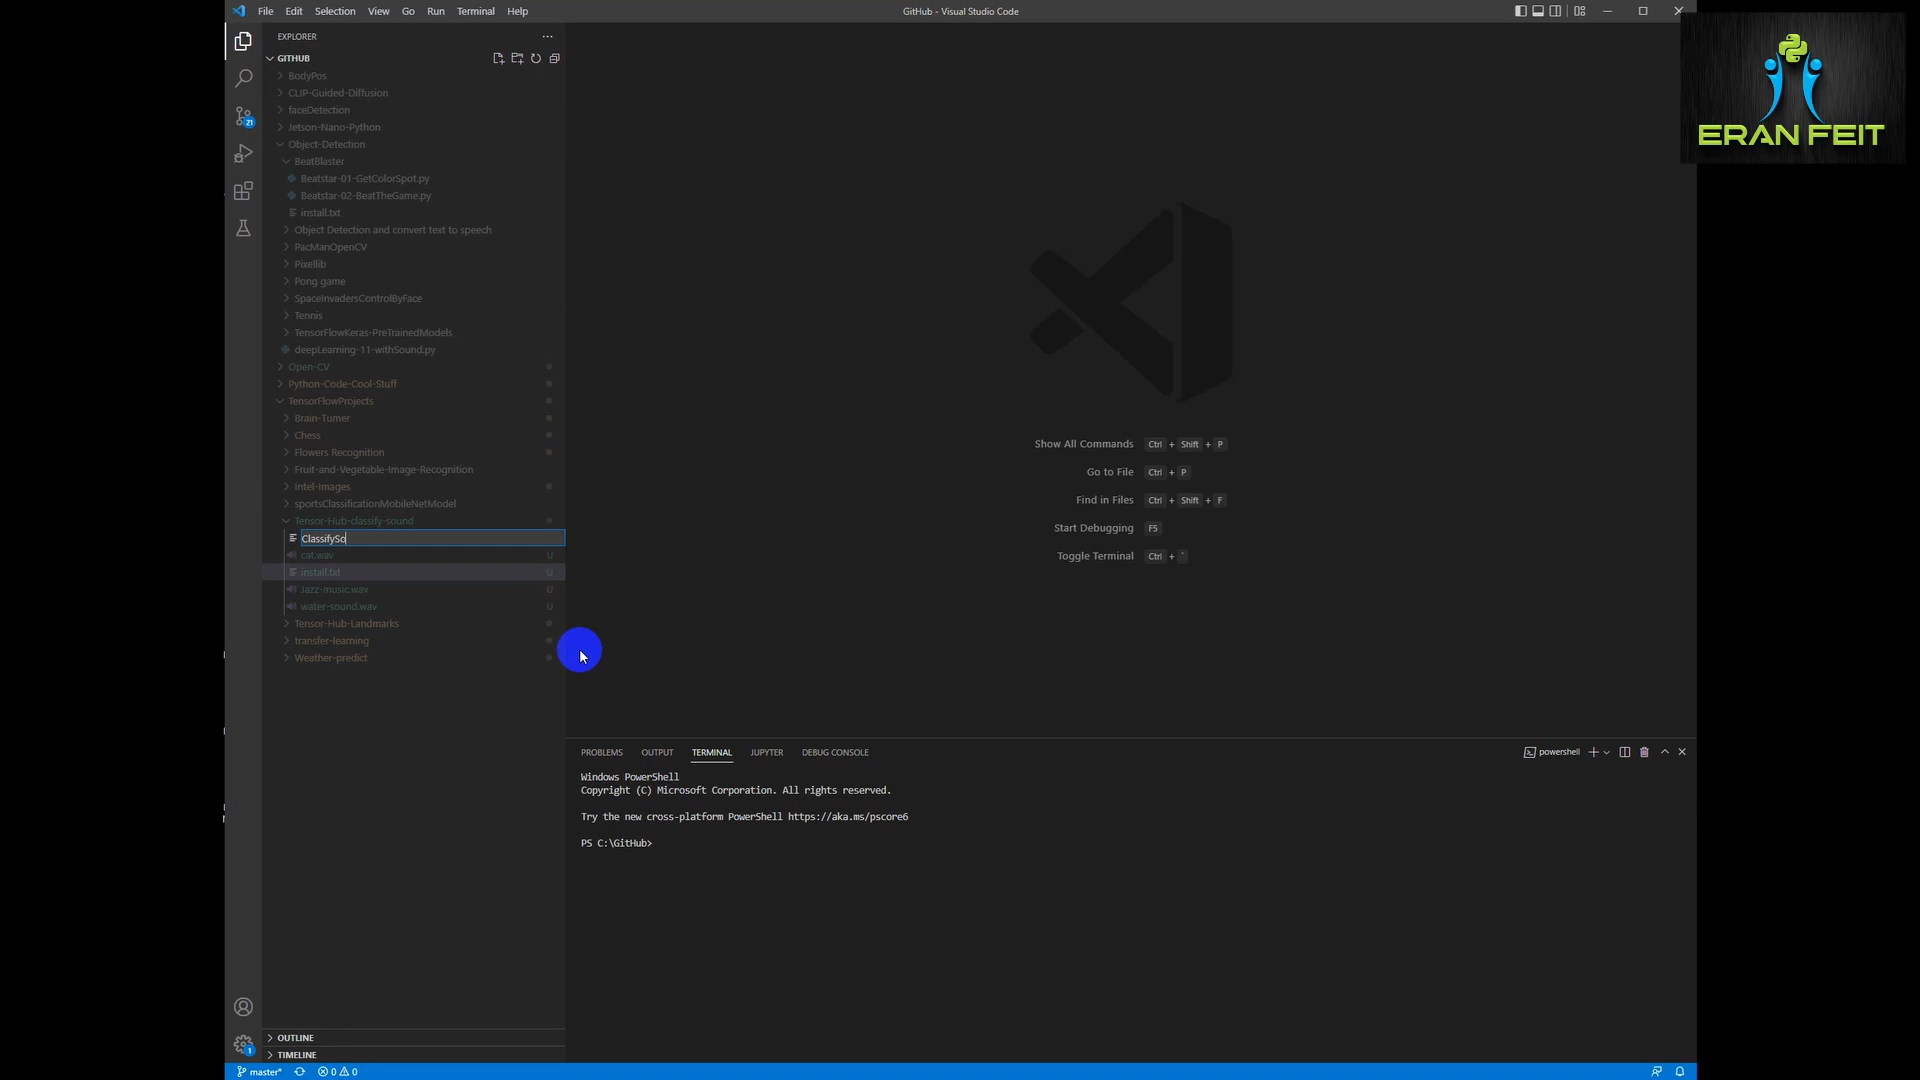 File Edit Selection View Go Run Terminal Help
GitHub - Visual Studio Code
EXPLORER
GITHUB
BodyPos
CLIP-Guided-Diffusion
faceDetection
Jetson-Nano-Python
Object-Detection
BeatBlaster
Beatstar-01-GetColorSpot.py
Beatstar-02-BeatTheGame.py
install.txt
Object Detection and convert text to speech
PacManOpenCV
Pixellib
Pong game
SpaceInvadersControlByFace
Tennis
TensorFlowKeras-PreTrainedModels
deepLearning-11-withSound.py
Open-CV
Python-Code-Cool-Stuff
TensorFlowProjects
Brain-Tumer
Chess
Flowers Recognition
Fruit-and-Vegetable-Image-Recognition
Intel-Images
sportsClassificationMobileNetModel
Tensor-Hub-classify-sound
ClassifySo
cat.wav U
install.txt U
Jazz-music.wav U
water-sound.wav U
Tensor-Hub-Landmarks
transfer-learning
Weather-predict
21
OUTLINE
1
TIMELINE
Show All Commands Ctrl + Shift + P
Go to File Ctrl + P
Find in Files Ctrl + Shift + F
Start Debugging F5
Toggle Terminal Ctrl + `
PROBLEMS OUTPUT TERMINAL JUPYTER DEBUG CONSOLE
powershell
Windows PowerShell
Copyright (C) Microsoft Corporation. All rights reserved.
Try the new cross-platform PowerShell https://aka.ms/pscore6
PS C:\GitHub>
master* 0 0
ERAN FEIT